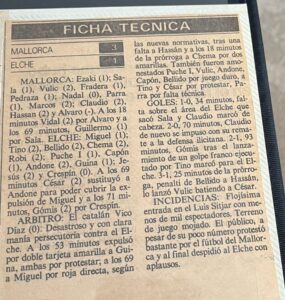 FICHA TECNICA
MALLORCA 3
ELCHE 1
MALLORCA: Ezaki (1); Sa-
la (1), Vulic (2), Fradera (1),
Pedraza (1), Nadal (0), Parra
(1), Marcos (2); Claudio (2),
Hassan (2) y Alvaro (-). A los 18
minutos Vidal (2) por Alvaro y a
los 69 minutos, Guillermo (1)
por Sala. ELCHE: Miguel (1),
Tino (2), Bellido (2), Chema (2),
Robi (2); Puche I (1), Capón
(1), Andone (2), Guina (1), Je-
sús (2) y Crespín (0). A los 69
minutos César (2) sustituyó a
Andone para poder cubrir la ex-
pulsión de Miguel y a los 71 mi-
nutos, Gómis (2) por Crespín.
ARBITRO: El catalán Vico
Díaz (0). Desastroso y con clara
manía persecutoria contra el El-
che. A los 53 minutos expulsó
por doble tarjeta amarilla a Gui-
na, ambas por protestar; a los 69
a Miguel por roja directa, según
las nuevas normativas, tras una
falta a Hassán y a los 18 minutos
de la prórroga a Chema por dos
amarillas. También fueron amo-
nestados Puche I, Vulic, Andone,
Capón, Bellido por juego duro, a
Tino y César por protestar, Pa-
rra por falta técnica.
GOLES: 1-0, 34 minutos, fal-
ta sobre el área del Elche que
sacó Sala y Claudio marcó de
cabeza. 2-0, 70 minutos, Claudio
de nuevo se impuso con su rema-
te a la defensa ilicitana. 2-1, 91
minutos, Gómis tras el lanza-
miento de un golpe franco ejecu-
tado por Tino marcó para el El-
che. 3-1, 25 minutos de la prórro-
ga, penalti de Bellido a Hassán,
lo lanzó Vulic batiendo a César.
INCIDENCIAS: Flojísima
entrada en Luis Sitjar con me-
nos de mil espectadores. Terreno
de juego mojado. El público, a
pesar de su poco número protestó
bastante por el fútbol del Mallor-
ca y al final despidió al Elche con
aplausos.